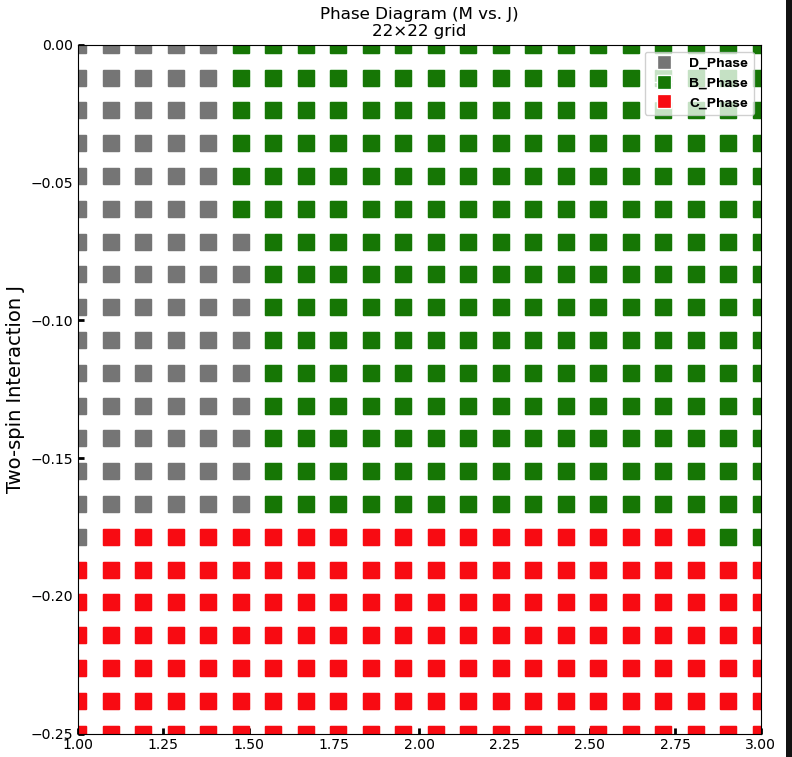 Phase Diagram (M vs. J)
22×22 grid
D_Phase
B_Phase
C_Phase
Two-spin Interaction J
0.00
−0.05
−0.10
−0.15
−0.20
−0.25
1.00 1.25 1.50 1.75 2.00 2.25 2.50 2.75 3.00